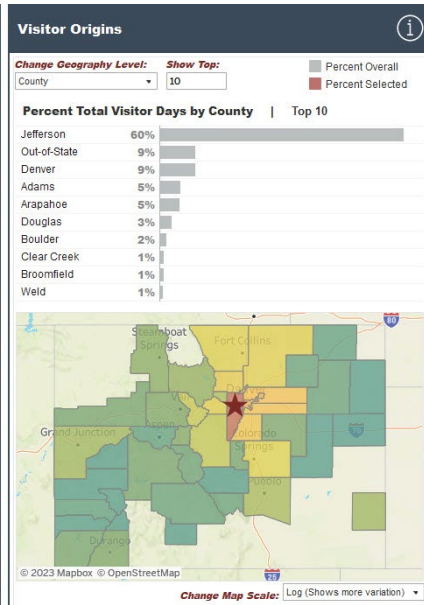 Visitor Origins
i
Change Geography Level: Show Top:
County
10
Percent Overall
Percent Selected
Percent Total Visitor Days by County | Top 10
Jefferson 60%
Out-of-State 9%
Denver 9%
Adams 5%
Arapahoe 5%
Douglas 3%
Boulder 2%
Clear Creek 1%
Broomfield 1%
Weld 1%
80
Steamboat
Springs
Fort Collins
Denver
Grand Junction
Aspen
Colorado
Springs
Pueblo
Durango
© 2023 Mapbox © OpenStreetMap
25
Change Map Scale: Log (Shows more variation)